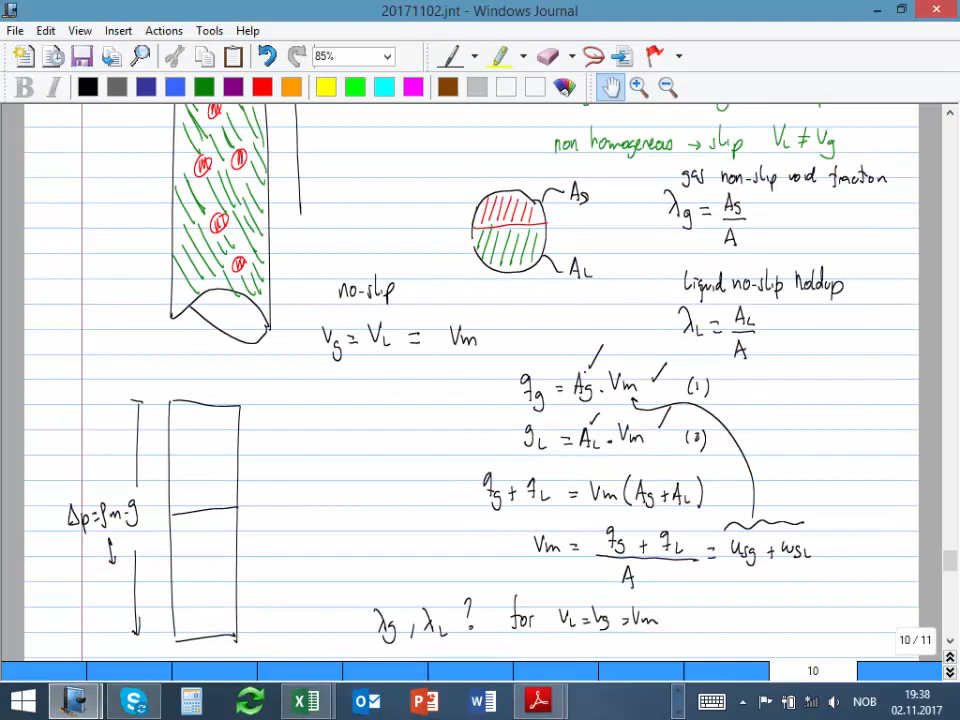 20171102.jnt - Windows Journal
File Edit View Insert Actions Tools Help
85%
B I
non homogeneous → slip VL ≠ Vg
gas non-slip void fraction
Ag
λg = Ag / A
AL
liquid no-slip holdup
no-slip
λL = AL / A
Vg = VL = Vm
qg = Ag · Vm ✓ (1)
qL = AL · Vm (2)
qg + qL = Vm (Ag + AL)
Δp = ρm · g
Vm = qg + qL / A = usg + usL
λg , λL ? for VL = Vg = Vm
10 / 11
10
NOB
19:38
02.11.2017